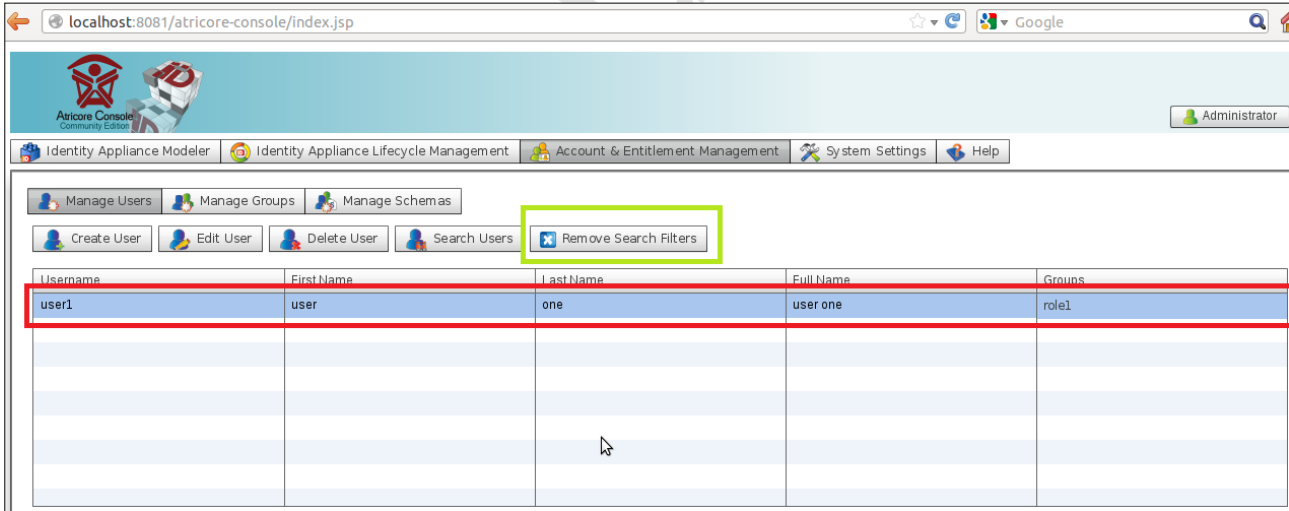 localhost:8081/atricore-console/index.jsp Google
Atricore Console
Community Edition
Administrator
Identity Appliance Modeler Identity Appliance Lifecycle Management Account & Entitlement Management System Settings Help
Manage Users Manage Groups Manage Schemas
Create User Edit User Delete User Search Users Remove Search Filters
Username First Name Last Name Full Name Groups
user1 user one user one role1